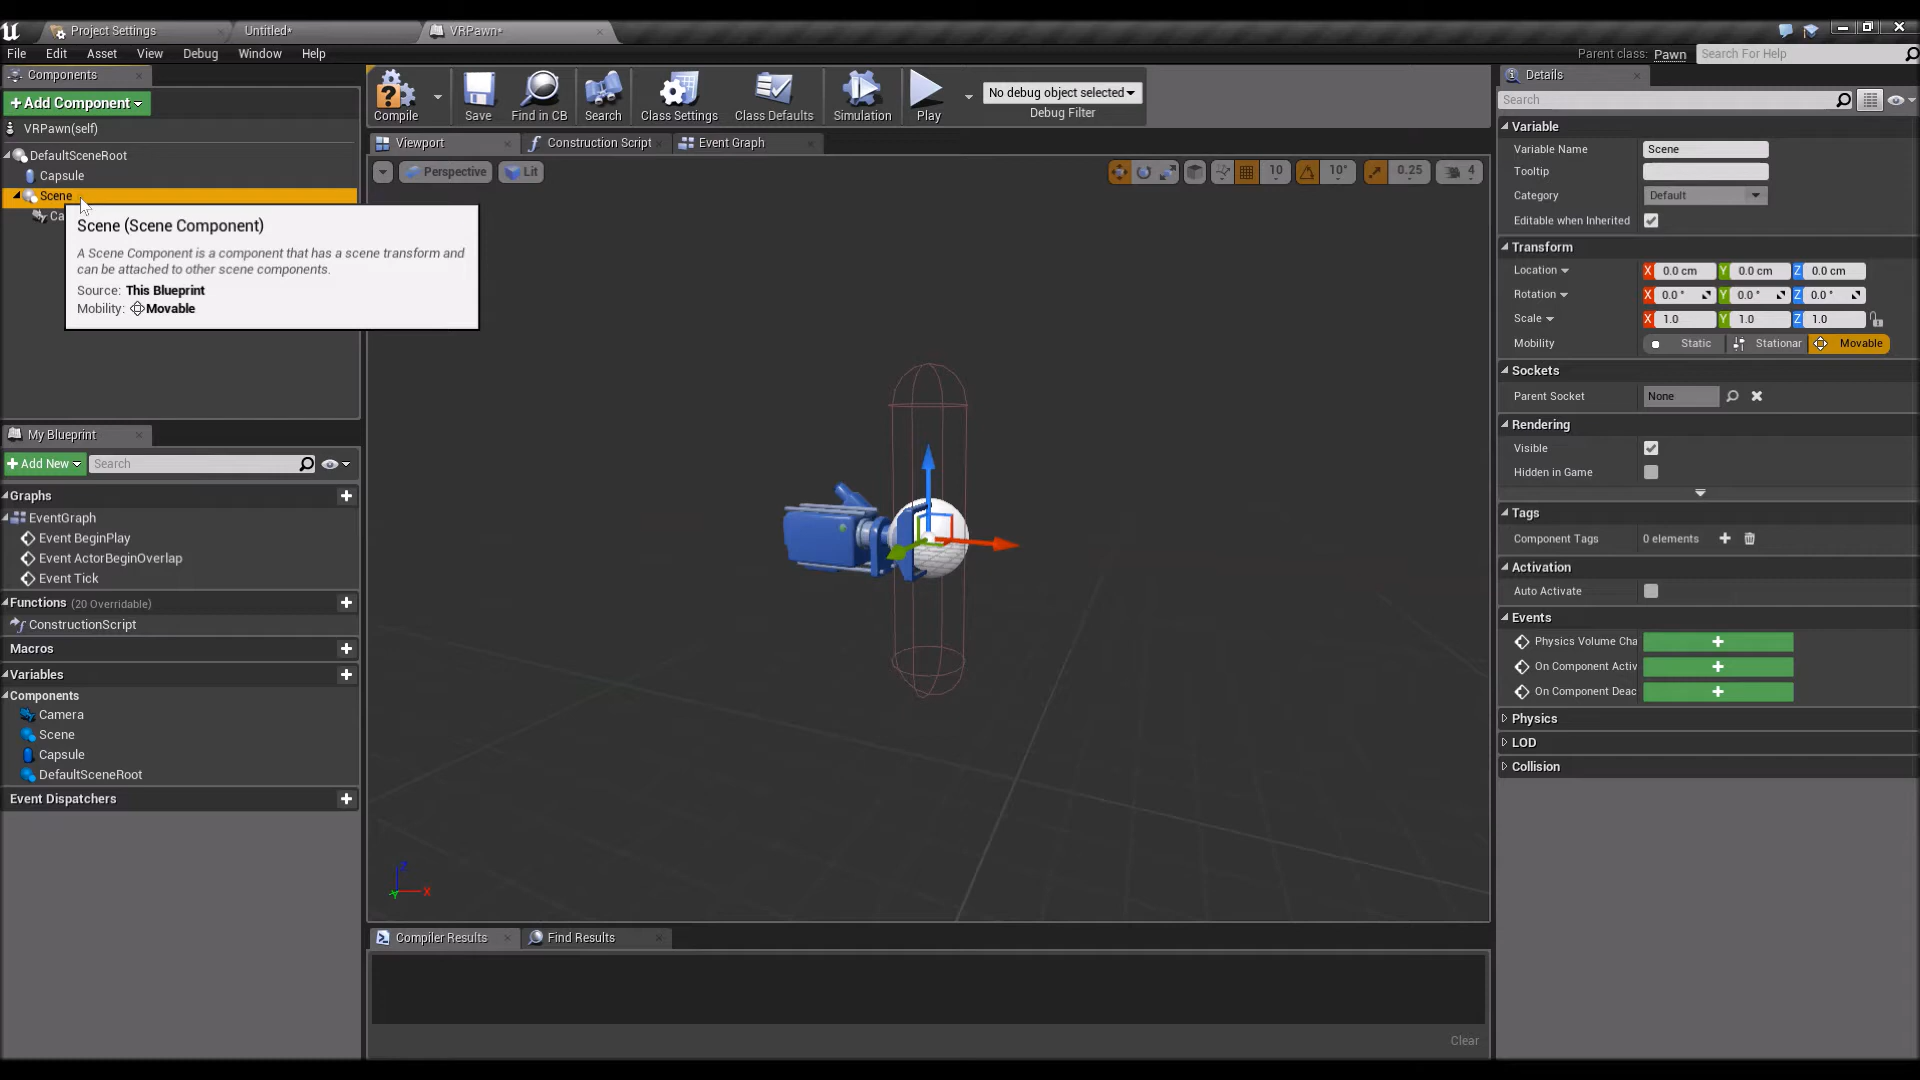 Project Settings
Untitled*
VRPawn*
File Edit Asset View Debug Window Help
Parent class: Pawn
Search For Help
Components
+Add Component
VRPawn(self)
DefaultSceneRoot
Capsule
Scene
Ca
Scene (Scene Component)
A Scene Component is a component that has a scene transform and
can be attached to other scene components.
Source: This Blueprint
Mobility: Movable
My Blueprint
+Add New
Search
Graphs
EventGraph
Event BeginPlay
Event ActorBeginOverlap
Event Tick
Functions (20 Overridable)
ConstructionScript
Macros
Variables
Components
Camera
Scene
Capsule
DefaultSceneRoot
Event Dispatchers
Compile
Save
Find in CB
Search
Class Settings
Class Defaults
Simulation
Play
No debug object selected
Debug Filter
Viewport
Construction Script
Event Graph
Perspective
Lit
10
10°
0.25
4
Z
X
Y
Compiler Results
Find Results
Clear
Details
Search
Variable
Variable Name Scene
Tooltip
Category Default
Editable when Inherited
Transform
Location X 0.0 cm Y 0.0 cm Z 0.0 cm
Rotation X 0.0 ° Y 0.0 ° Z 0.0 °
Scale X 1.0 Y 1.0 Z 1.0
Mobility Static Stationar Movable
Sockets
Parent Socket None
Rendering
Visible
Hidden in Game
Tags
Component Tags 0 elements
Activation
Auto Activate
Events
Physics Volume Cha
On Component Activ
On Component Deac
Physics
LOD
Collision